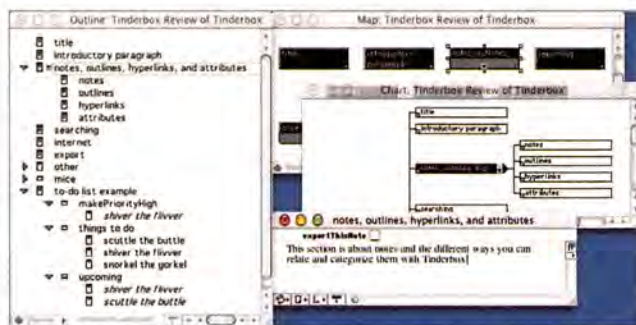 Outline: Tinderbox Review of Tinderbox
title
introductory paragraph
notes, outlines, hyperlinks, and attributes
notes
outlines
hyperlinks
attributes
searching
internet
export
other
mice
to-do list example
makePriorityHigh
shiver the flivver
things to do
scuttle the buttle
shiver the flivver
snorkel the gorkel
upcoming
shiver the flivver
scuttle the buttle
Map: Tinderbox Review of Tinderbox
Chart: Tinderbox Review of Tinderbox
title
introductory paragraph
notes
outlines
hyperlinks
attributes
searching
notes, outlines, hyperlinks, and attributes
exportThisNote
This section is about notes and the different ways you can
relate and categorize them with Tinderbox